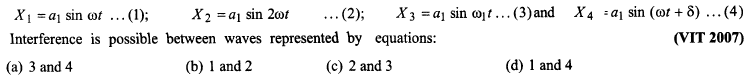 X₁ = a₁ sin ωt ...(1); X₂ = a₁ sin 2ωt ...(2); X₃ = a₁ sin ω₁t ...(3) and X₄ = a₁ sin (ωt + δ) ...(4)
Interference is possible between waves represented by equations: (VIT 2007)
(a) 3 and 4 (b) 1 and 2 (c) 2 and 3 (d) 1 and 4